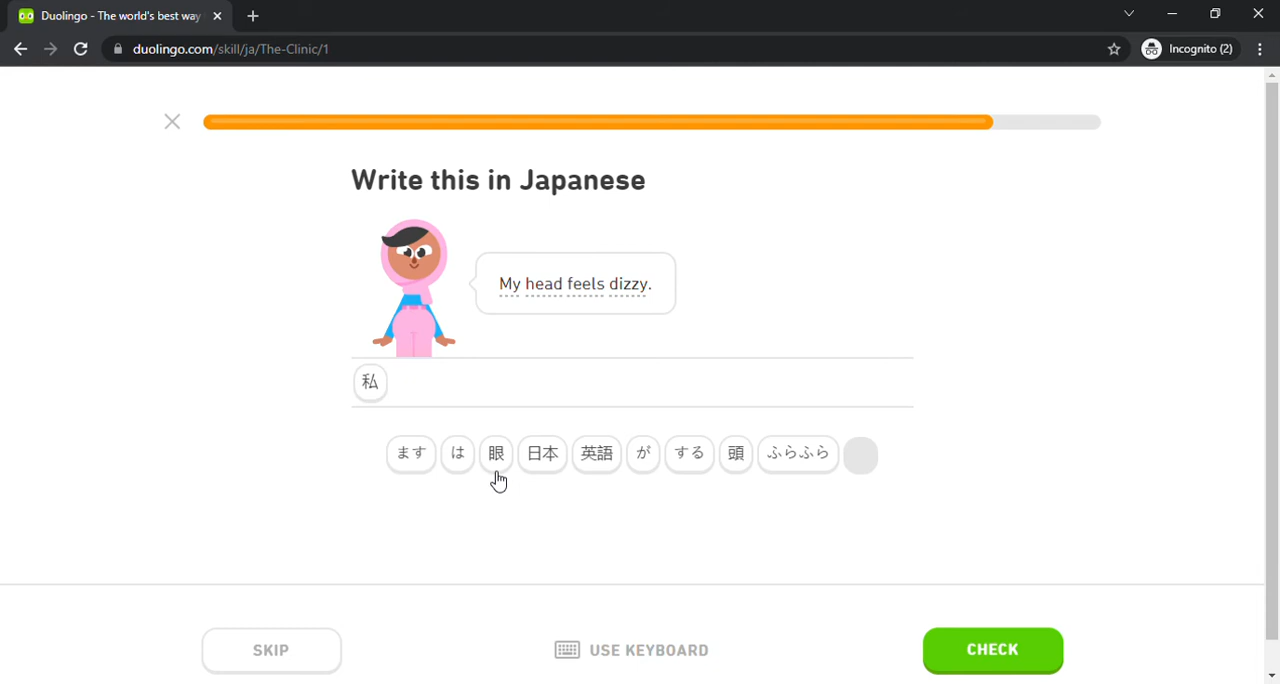 Duolingo - The world's best way
duolingo.com/skill/ja/The-Clinic/1
Incognito (2)
Write this in Japanese
My head feels dizzy.
私
ます は 眼 日本 英語 が する 頭 ふらふら
SKIP USE KEYBOARD CHECK